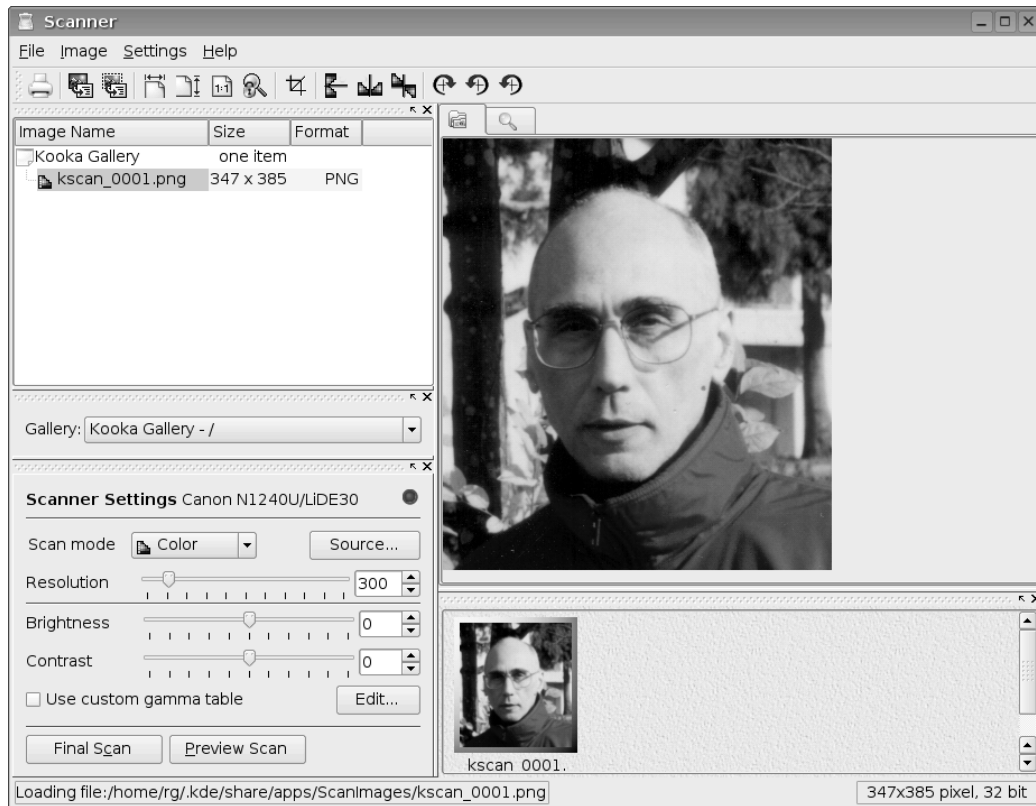 Scanner
File Image Settings Help
1:1
Image Name Size Format
Kooka Gallery one item
kscan_0001.png 347 x 385 PNG
Gallery: Kooka Gallery - /
Scanner Settings Canon N1240U/LiDE30
Scan mode Color Source...
Resolution 300
Brightness 0
Contrast 0
Use custom gamma table Edit...
Final Scan Preview Scan
kscan_0001.
Loading file:/home/rg/.kde/share/apps/ScanImages/kscan_0001.png 347x385 pixel, 32 bit